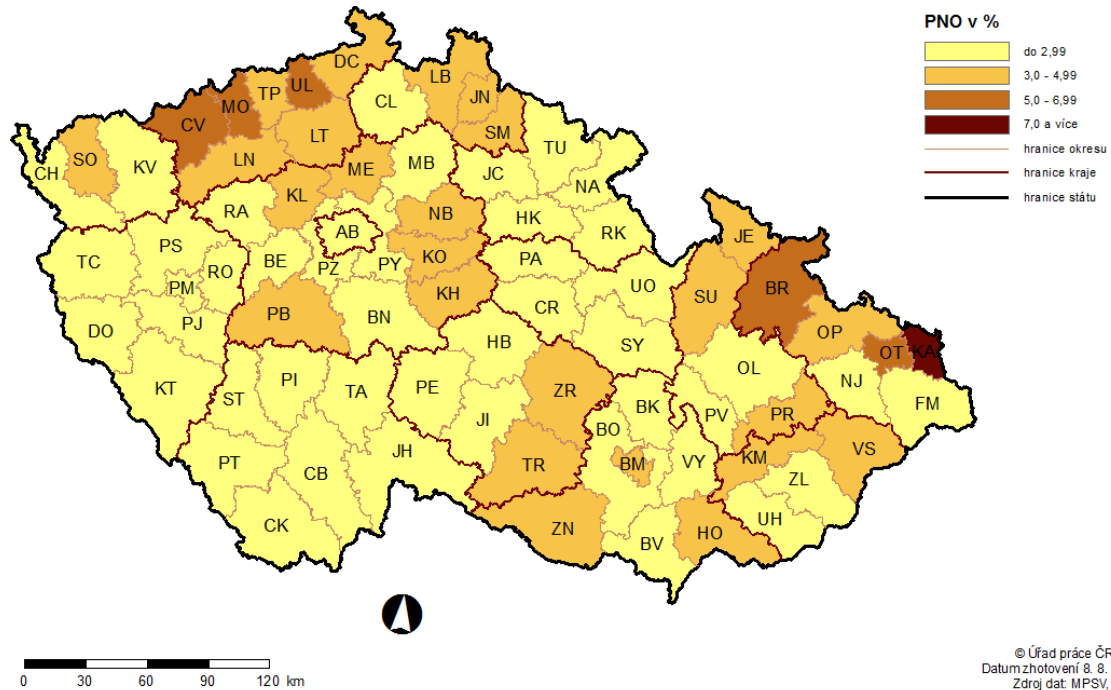 PNO v %
do 2,99
3,0 - 4,99
5,0 - 6,99
7,0 a více
hranice okresu
hranice kraje
hranice státu
DC
UL
TP
MO
CV
LT
LN
CL
LB
JN
SM
TU
CH
SO
KV
ME
MB
JC
NA
KL
RA
NB
HK
RK
AB
JE
TC
PS
RO
BE
PZ
PY
KO
PA
UO
SU
BR
PM
KH
CR
DO
PJ
PB
BN
HB
SY
OP
OT
KA
KT
OL
NJ
FM
ST
PI
TA
PE
ZR
BK
PV
PR
JI
BO
VS
PT
CB
JH
TR
BM
VY
KM
ZL
CK
ZN
BV
HO
UH
0
30
60
90
120 km
© Úřad práce ČR
Datum zhotovení 8. 8.
Zdroj dat: MPSV,